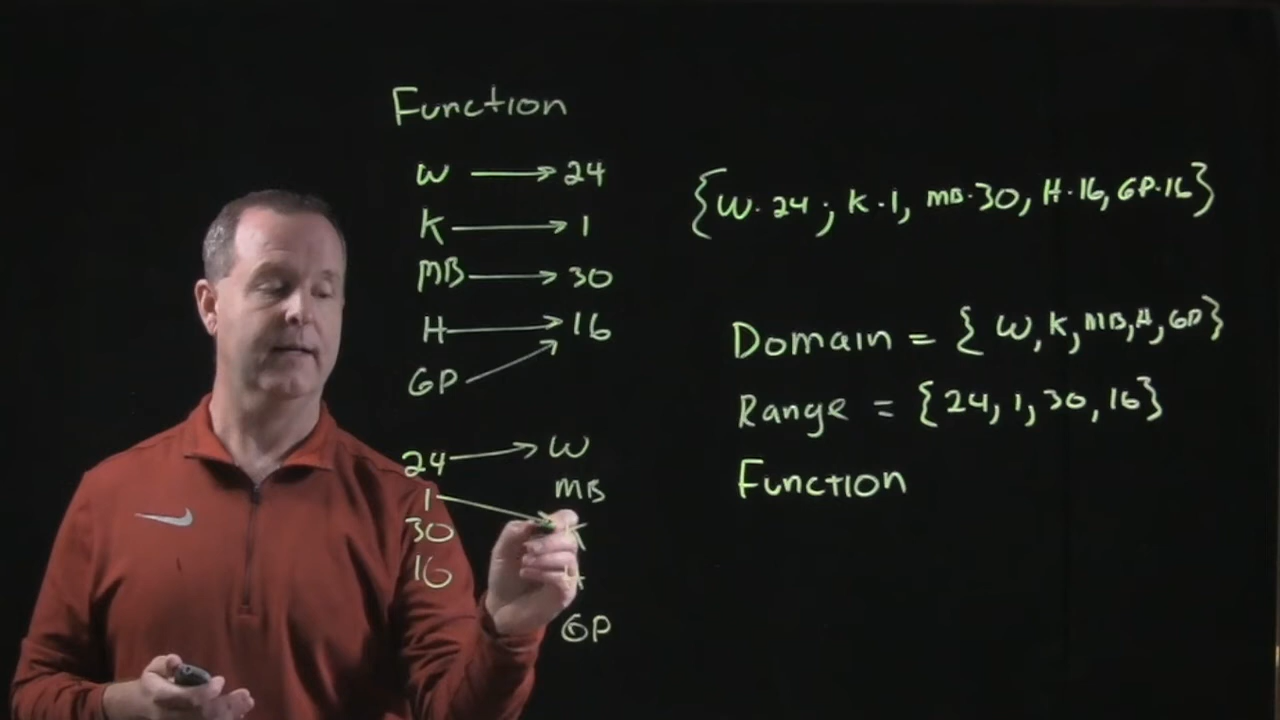 Function
W → 24
K → 1
MB → 30
H → 16
GP
{W·24, K·1, MB·30, H·16, GP·16}
Domain = {W, K, MB, H, GP}
Range = {24, 1, 30, 16}
Function
24 → W
1
30
16
MB
K
GP